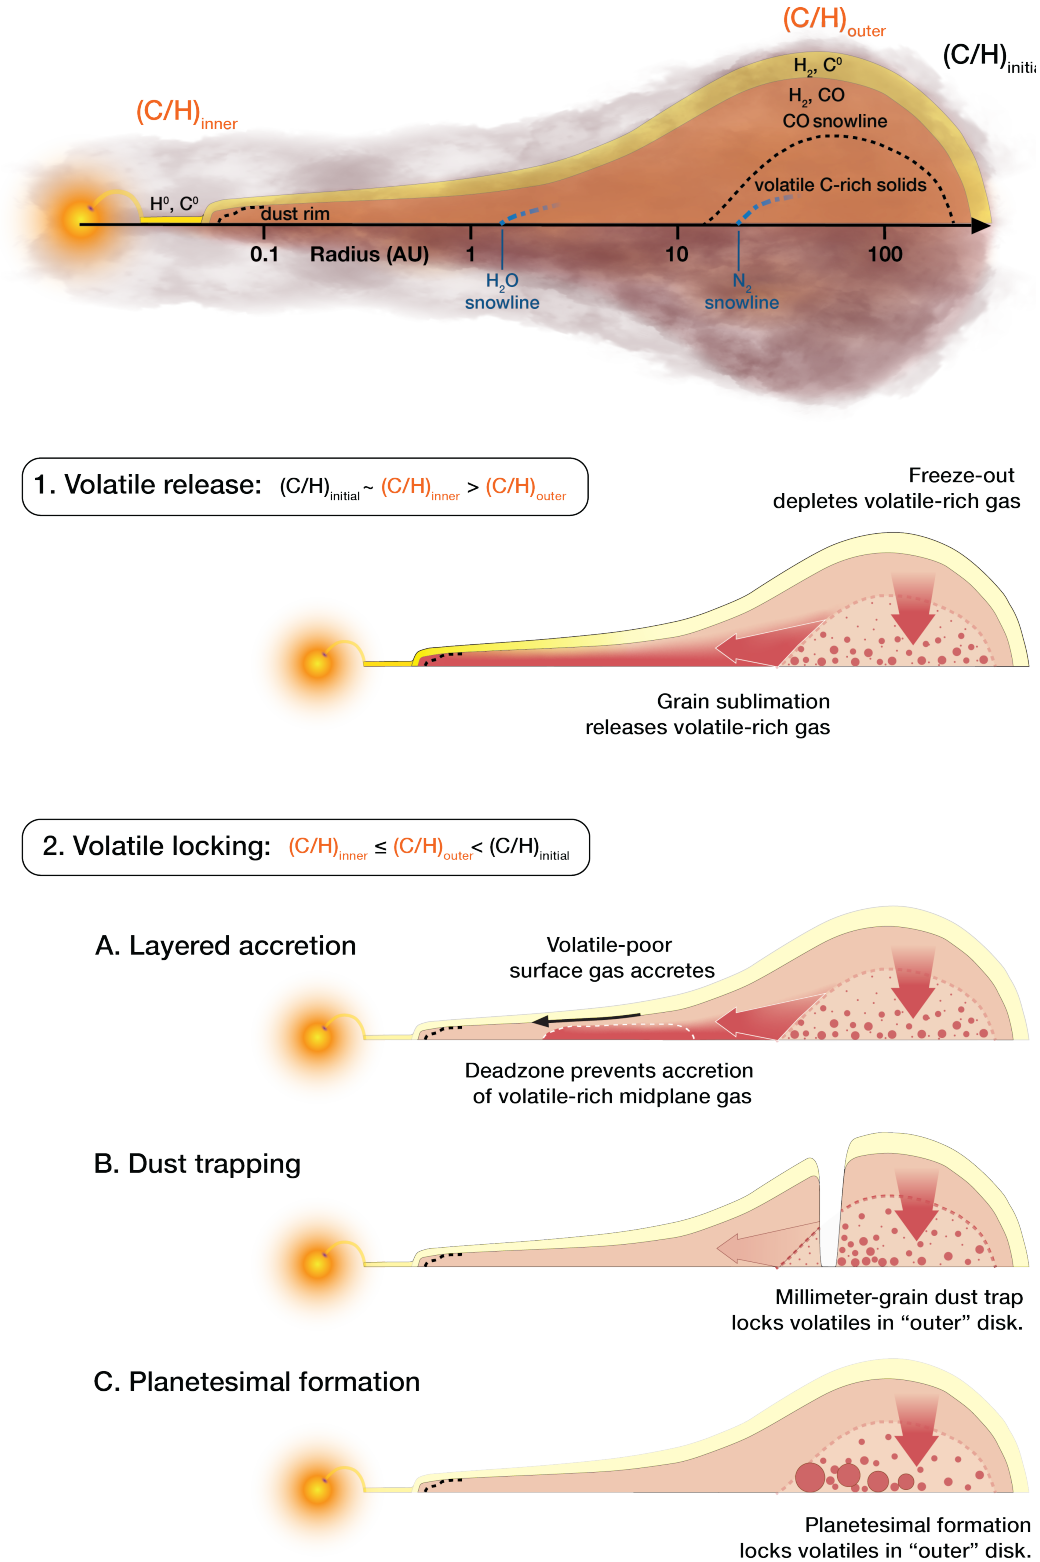 (C/H)outer
(C/H)initia
H2, C0
(C/H)inner
H2, CO
CO snowline
volatile C-rich solids
H0, C0
dust rim
0.1 Radius (AU) 1 10 100
H2O
snowline
N2
snowline
1. Volatile release: (C/H)initial ~ (C/H)inner > (C/H)outer
Freeze-out
depletes volatile-rich gas
Grain sublimation
releases volatile-rich gas
2. Volatile locking: (C/H)inner ≤ (C/H)outer < (C/H)initial
A. Layered accretion
Volatile-poor
surface gas accretes
Deadzone prevents accretion
of volatile-rich midplane gas
B. Dust trapping
Millimeter-grain dust trap
locks volatiles in “outer” disk.
C. Planetesimal formation
Planetesimal formation
locks volatiles in “outer” disk.